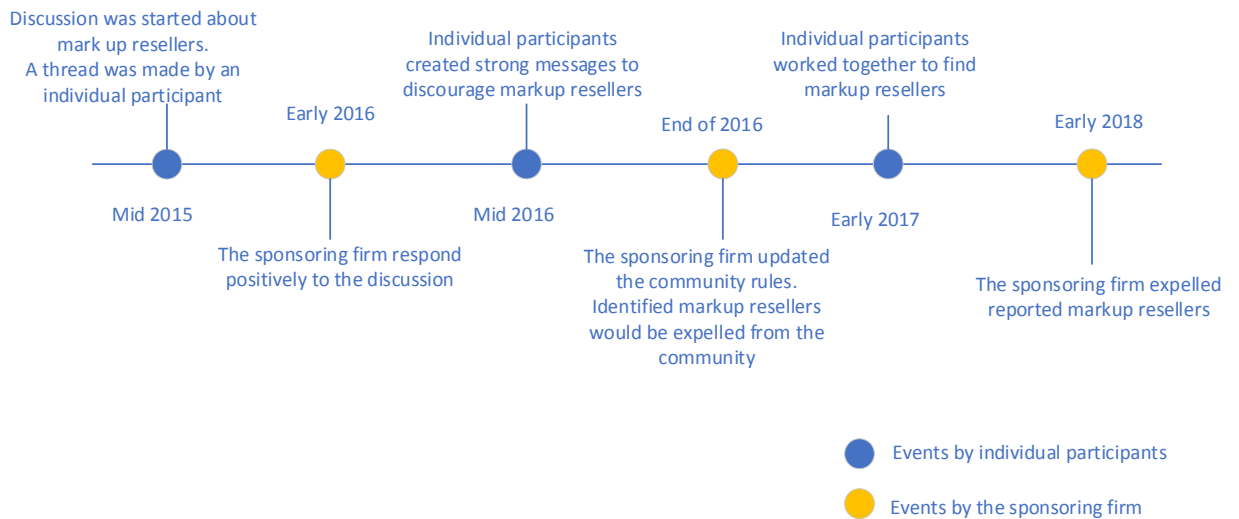 Discussion was started about
mark up resellers.
A thread was made by an
individual participant
Mid 2015
Early 2016
The sponsoring firm respond
positively to the discussion
Individual participants
created strong messages to
discourage markup resellers
Mid 2016
End of 2016
The sponsoring firm updated
the community rules.
Identified markup resellers
would be expelled from the
community
Individual participants
worked together to find
markup resellers
Early 2017
Early 2018
The sponsoring firm expelled
reported markup resellers
Events by individual participants
Events by the sponsoring firm